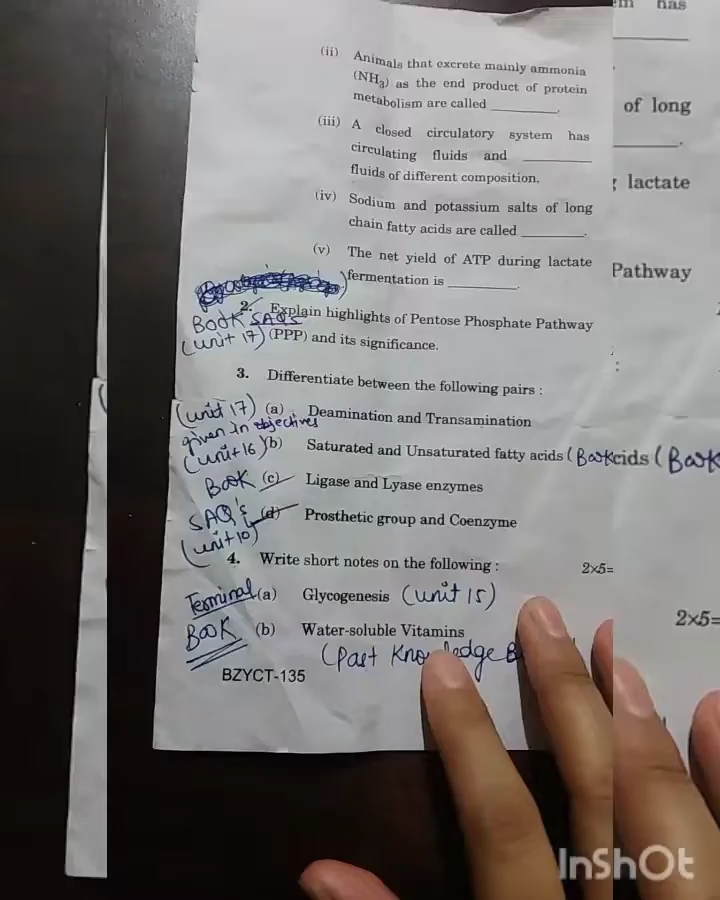 (ii) Animals that excrete mainly ammonia
(NH3) as the end product of protein
metabolism are called ________.
(iii) A closed circulatory system has
circulating fluids and ________
fluids of different composition.
(iv) Sodium and potassium salts of long
chain fatty acids are called ________.
(v) The net yield of ATP during lactate
fermentation is ________.
2. Explain highlights of Pentose Phosphate Pathway
Book SAQ's
(unit 17) (PPP) and its significance.
3. Differentiate between the following pairs :
(unit 17) (a) Deamination and Transamination
given in objectives
(unit 16) (b) Saturated and Unsaturated fatty acids (Book
Book (c) Ligase and Lyase enzymes
SAQ's (d) Prosthetic group and Coenzyme
(unit 10)
4. Write short notes on the following : 2×5=
Terminal (a) Glycogenesis (unit 15)
Book (b) Water-soluble Vitamins
(Past Knowledge B
BZYCT-135
has
of long
lactate
Pathway
cids (Book
2×5=
InShOt